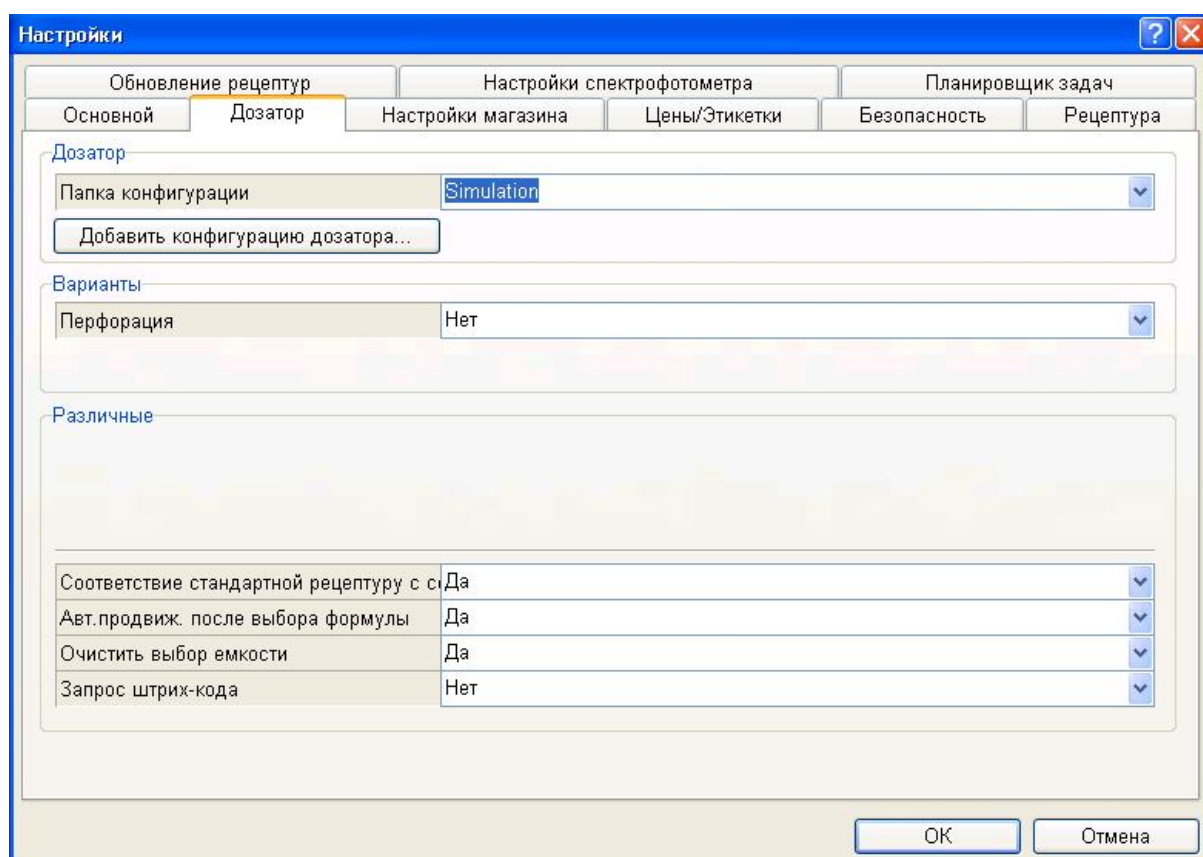 Настройки
Обновление рецептур Настройки спектрофотометра Планировщик задач
Основной Дозатор Настройки магазина Цены/Этикетки Безопасность Рецептура
Дозатор
Папка конфигурации Simulation
Добавить конфигурацию дозатора...
Варианты
Перфорация Нет
Различные
Соответствие стандартной рецептуру с Да
Авт.продвиж. после выбора формулы Да
Очистить выбор емкости Да
Запрос штрих-кода Нет
OK Отмена